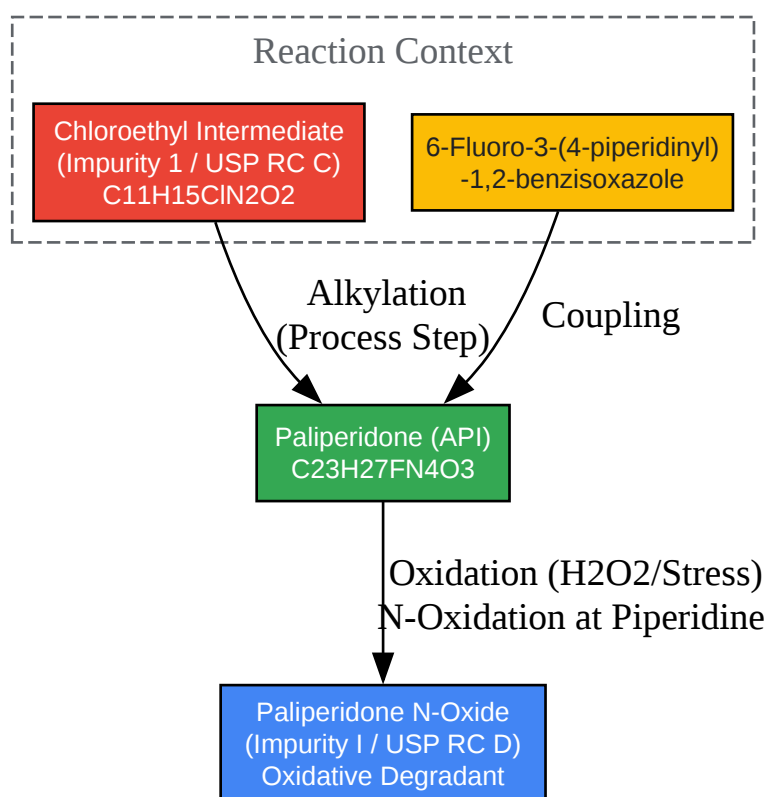 Reaction Context
Chloroethyl Intermediate
(Impurity 1 / USP RC C)
C11H15ClN2O2
6-Fluoro-3-(4-piperidinyl)
-1,2-benzisoxazole
Alkylation
(Process Step)
Coupling
Paliperidone (API)
C23H27FN4O3
Oxidation (H2O2/Stress)
N-Oxidation at Piperidine
Paliperidone N-Oxide
(Impurity I / USP RC D)
Oxidative Degradant